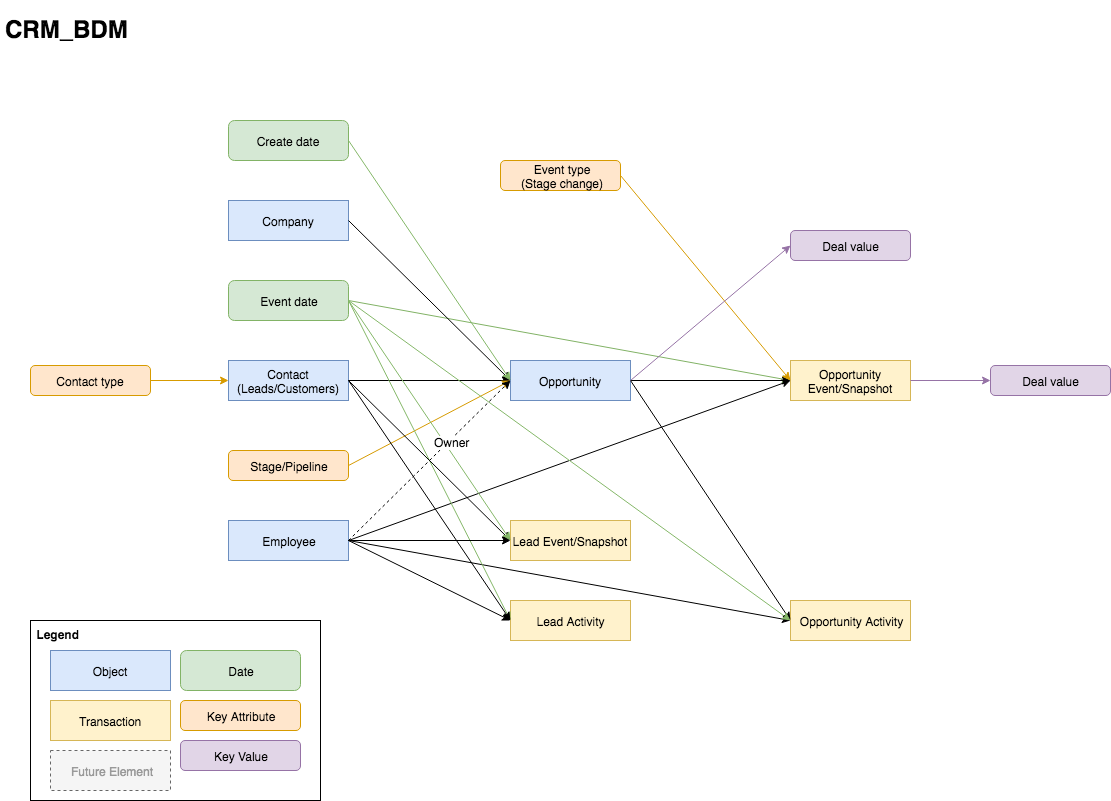 CRM_BDM
Create date
Event type
(Stage change)
Company
Deal value
Event date
Contact type
Contact
(Leads/Customers)
Opportunity
Opportunity
Event/Snapshot
Deal value
Owner
Stage/Pipeline
Employee
Lead Event/Snapshot
Lead Activity
Opportunity Activity
Legend
Object
Date
Transaction
Key Attribute
Key Value
Future Element